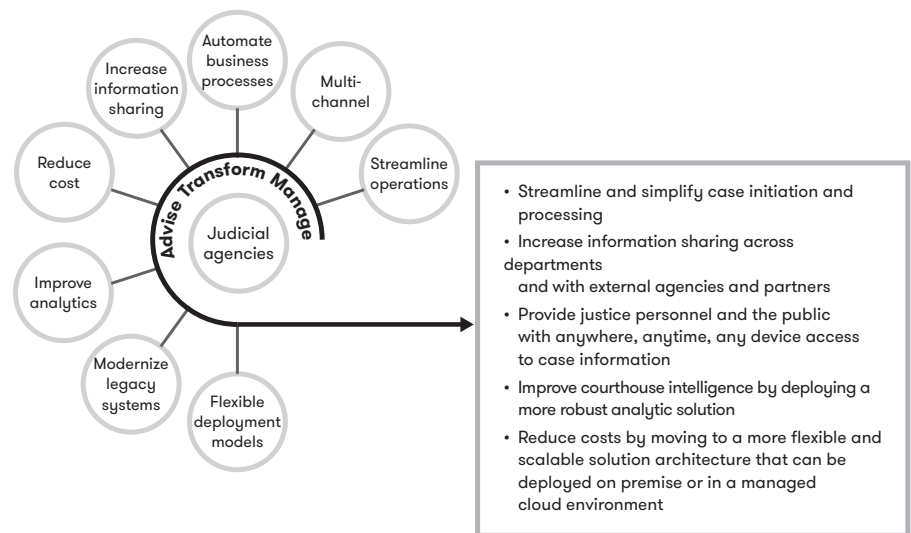 Automate
business
processes
Increase
information
sharing
Multi-
channel
Reduce
cost
Streamline
operations
Advise Transform Manage
Judicial
agencies
Improve
analytics
Modernize
legacy
systems
Flexible
deployment
models
• Streamline and simplify case initiation and
processing
• Increase information sharing across
departments
and with external agencies and partners
• Provide justice personnel and the public
with anywhere, anytime, any device access
to case information
• Improve courthouse intelligence by deploying a
more robust analytic solution
• Reduce costs by moving to a more flexible and
scalable solution architecture that can be
deployed on premise or in a managed
cloud environment